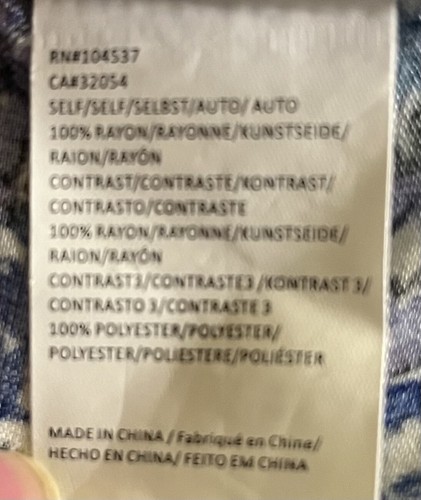 RN#104537
CA#32054
SELF/SELF/SELBST/AUTO/ AUTO
100% RAYON/RAYONNE/KUNSTSEIDE/
RAION/RAYÓN
CONTRAST/CONTRASTE/KONTRAST/
CONTRASTO/CONTRASTE
100% RAYON/RAYONNE/KUNSTSEIDE/
RAION/RAYÓN
CONTRAST3/CONTRASTE3 /KONTRAST 3/
CONTRASTO 3/CONTRASTE 3
100% POLYESTER/POLYESTER/
POLYESTER/POLIESTERE/POLIÉSTER
MADE IN CHINA / Fabriqué en Chine/
HECHO EN CHINA/ FEITO EM CHINA